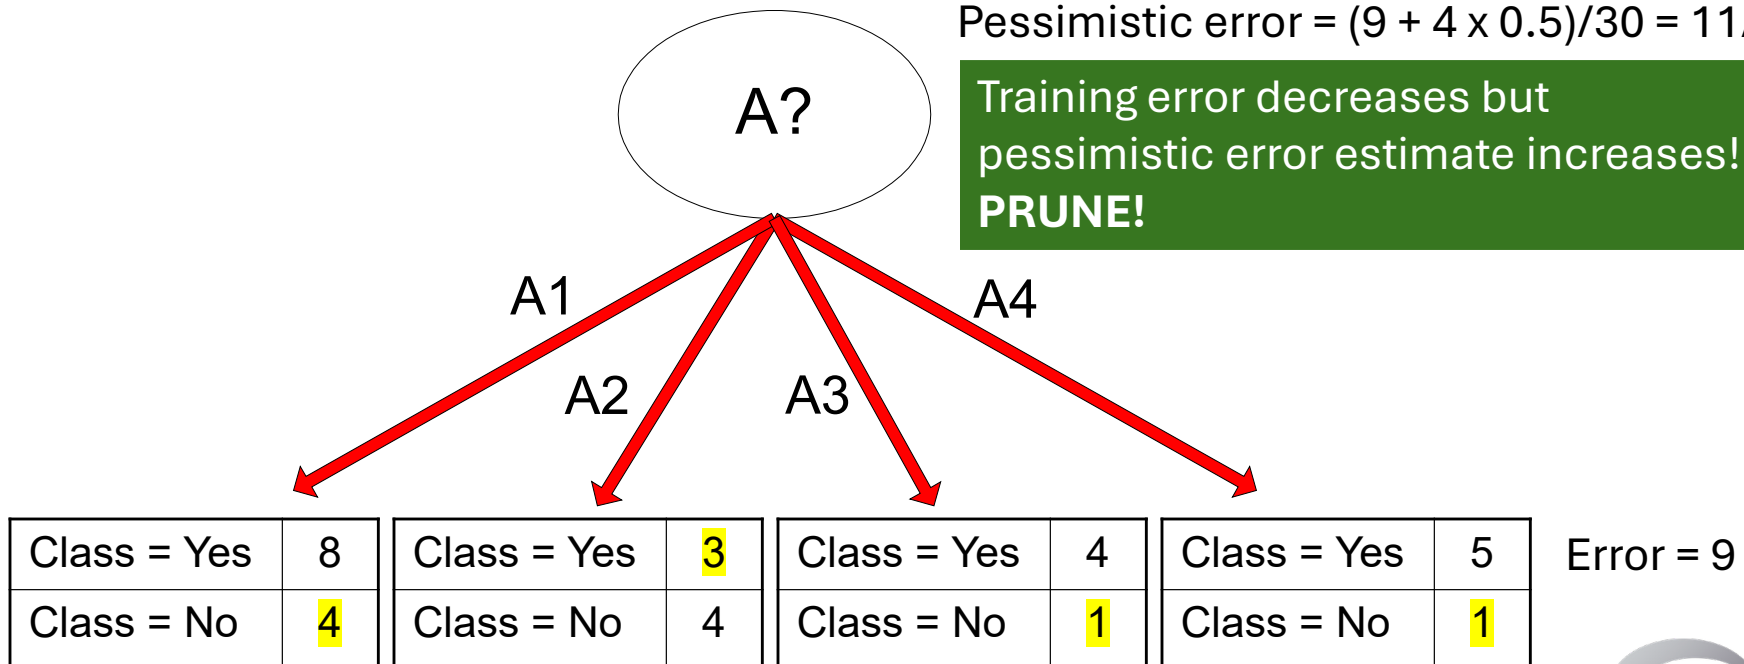 Pessimistic error = (9 + 4 x 0.5)/30 = 11/
A?
Training error decreases but
pessimistic error estimate increases!
PRUNE!
A1
A4
A2
A3
Class = Yes 8 Class = Yes 3 Class = Yes 4 Class = Yes 5 Error = 9
Class = No 4 Class = No 4 Class = No 1 Class = No 1